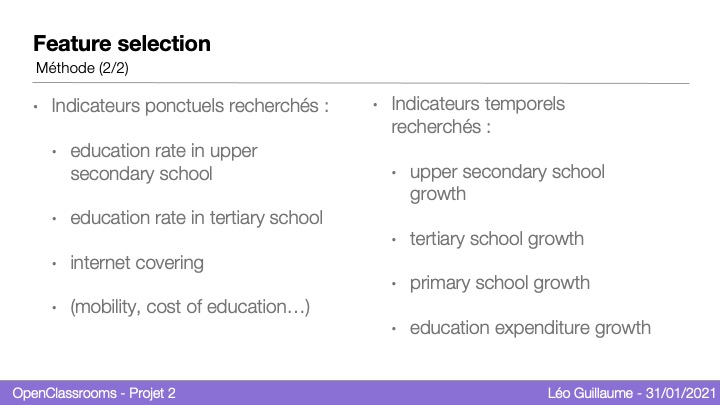 Feature selection
Méthode (2/2)
• Indicateurs ponctuels recherchés :
• education rate in upper
secondary school
• education rate in tertiary school
• internet covering
• (mobility, cost of education…)
• Indicateurs temporels
recherchés :
• upper secondary school
growth
• tertiary school growth
• primary school growth
• education expenditure growth
OpenClassrooms - Projet 2
Léo Guillaume - 31/01/2021